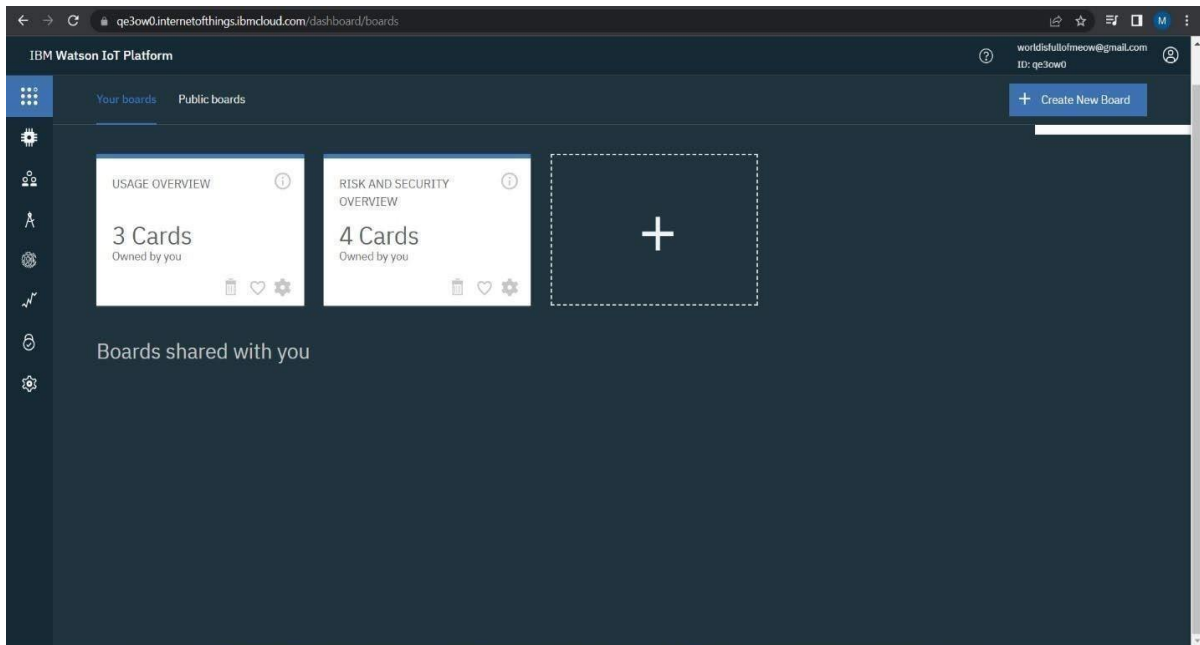 qe3ow0.internetofthings.ibmcloud.com/dashboard/boards
M
IBM Watson IoT Platform
worldisfullofmeow@gmail.com
ID: qe3ow0
Your boards
Public boards
+ Create New Board
USAGE OVERVIEW
3 Cards
Owned by you
RISK AND SECURITY
OVERVIEW
4 Cards
Owned by you
Boards shared with you